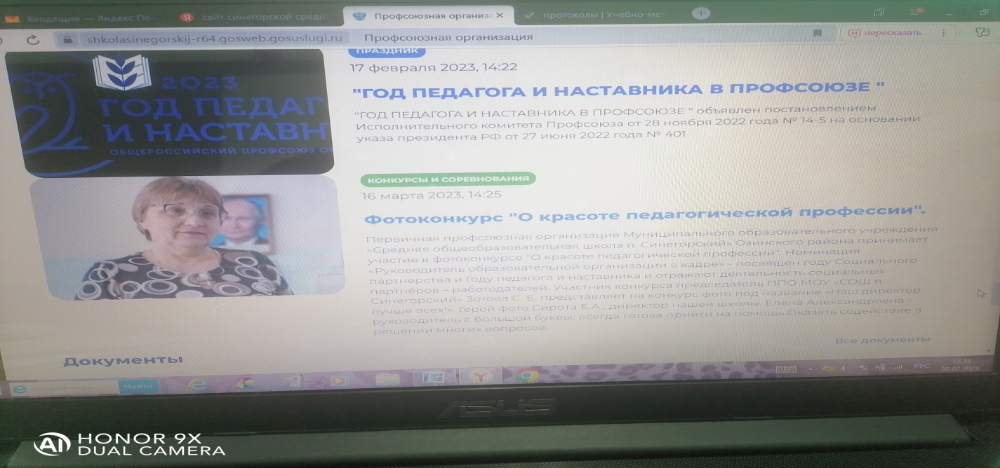 Входящие — Яндекс По
сайт синегорской средн
Профсоюзная организ
протоколы | Учебно-ме
shkolasinegorskij-r64.gosweb.gosuslugi.ru
Профсоюзная организация
пересказать
ПРАЗДНИК
17 февраля 2023, 14:22
"ГОД ПЕДАГОГА И НАСТАВНИКА В ПРОФСОЮЗЕ "
"ГОД ПЕДАГОГА И НАСТАВНИКА В ПРОФСОЮЗЕ " объявлен постановлением
Исполнительного комитета Профсоюза от 28 ноября 2022 года № 14-5 на основании
указа президента РФ от 27 июня 2022 года № 401
2023
ГОД ПЕДАГ
И НАСТАВН
ОБЩЕРОССИЙСКИЙ ПРОФСОЮЗ ОБ
КОНКУРСЫ И СОРЕВНОВАНИЯ
16 марта 2023, 14:25
Фотоконкурс "О красоте педагогической профессии".
Первичная профсоюзная организация Муниципального образовательного учреждения
«Средняя общеобразовательная школа п. Синегорский» Озинского района принимает
участие в фотоконкурсе "О красоте педагогической профессии". Номинация
«Руководитель образовательной организации в кадре» - посвящен году Социального
партнерства и Году педагога и наставника и отражают деятельность социальных
партнёров – работодателей. Участник конкурса председатель ППО МОУ «СОШ п.
Синегорский» Зотова С. Е. представляет на конкурс фото под название «Наш директор
лучше всех!». Герой фото Сирота Е.А., директор нашей школы. Елена Александровна -
руководитель с большой буквы, всегда готова прийти на помощь.Оказать содействие в
решении многих вопросов.
Все документы
Документы
Найти
РУС
12:35
20.02.2024
ASUS
HONOR 9X
DUAL CAMERA